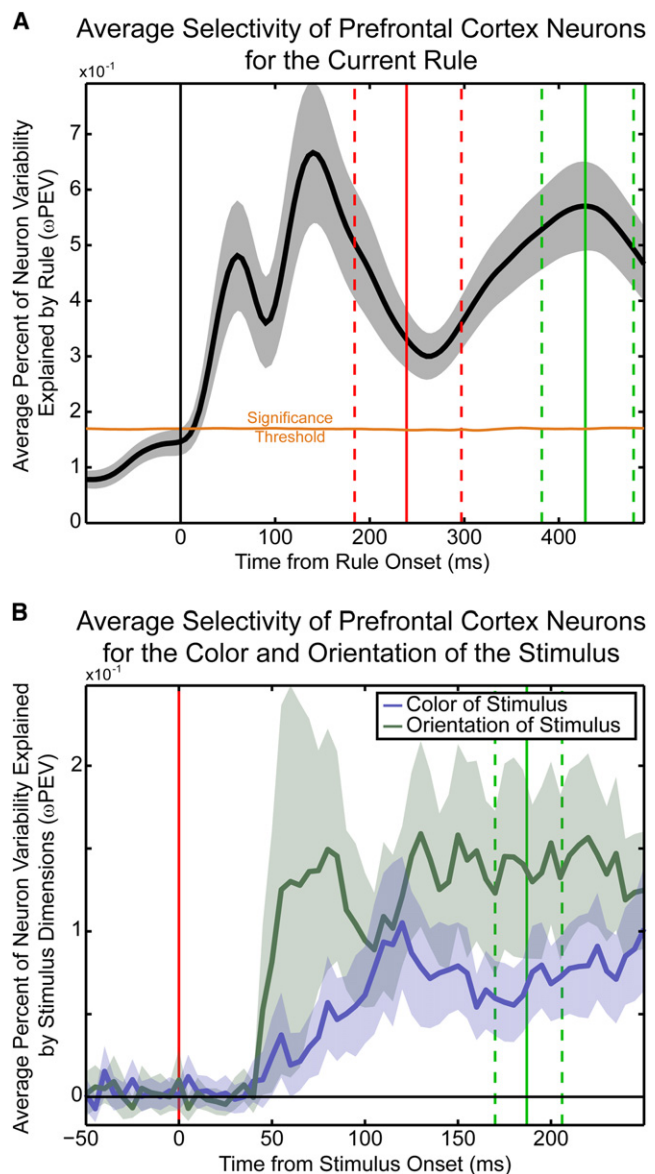 A
Average Selectivity of Prefrontal Cortex Neurons
for the Current Rule
x10⁻¹
Average Percent of Neuron Variability
Explained by Rule (ωPEV)
7
6
5
4
3
2
1
0
Significance
Threshold
0 100 200 300 400
Time from Rule Onset (ms)
B
Average Selectivity of Prefrontal Cortex Neurons
for the Color and Orientation of the Stimulus
x10⁻¹
Average Percent of Neuron Variability Explained
by Stimulus Dimensions (ωPEV)
Color of Stimulus
Orientation of Stimulus
2
1
0
−50 0 50 100 150 200
Time from Stimulus Onset (ms)